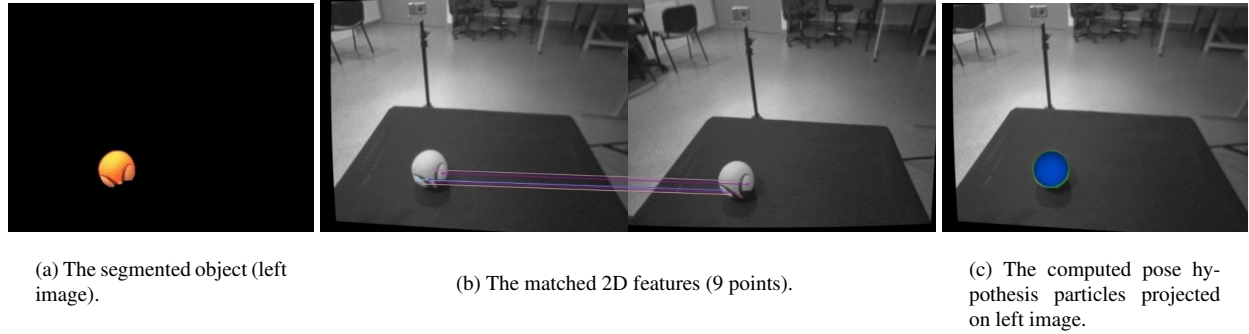 (a) The segmented object (left
image).
(b) The matched 2D features (9 points).
(c) The computed pose hy-
pothesis particles projected
on left image.